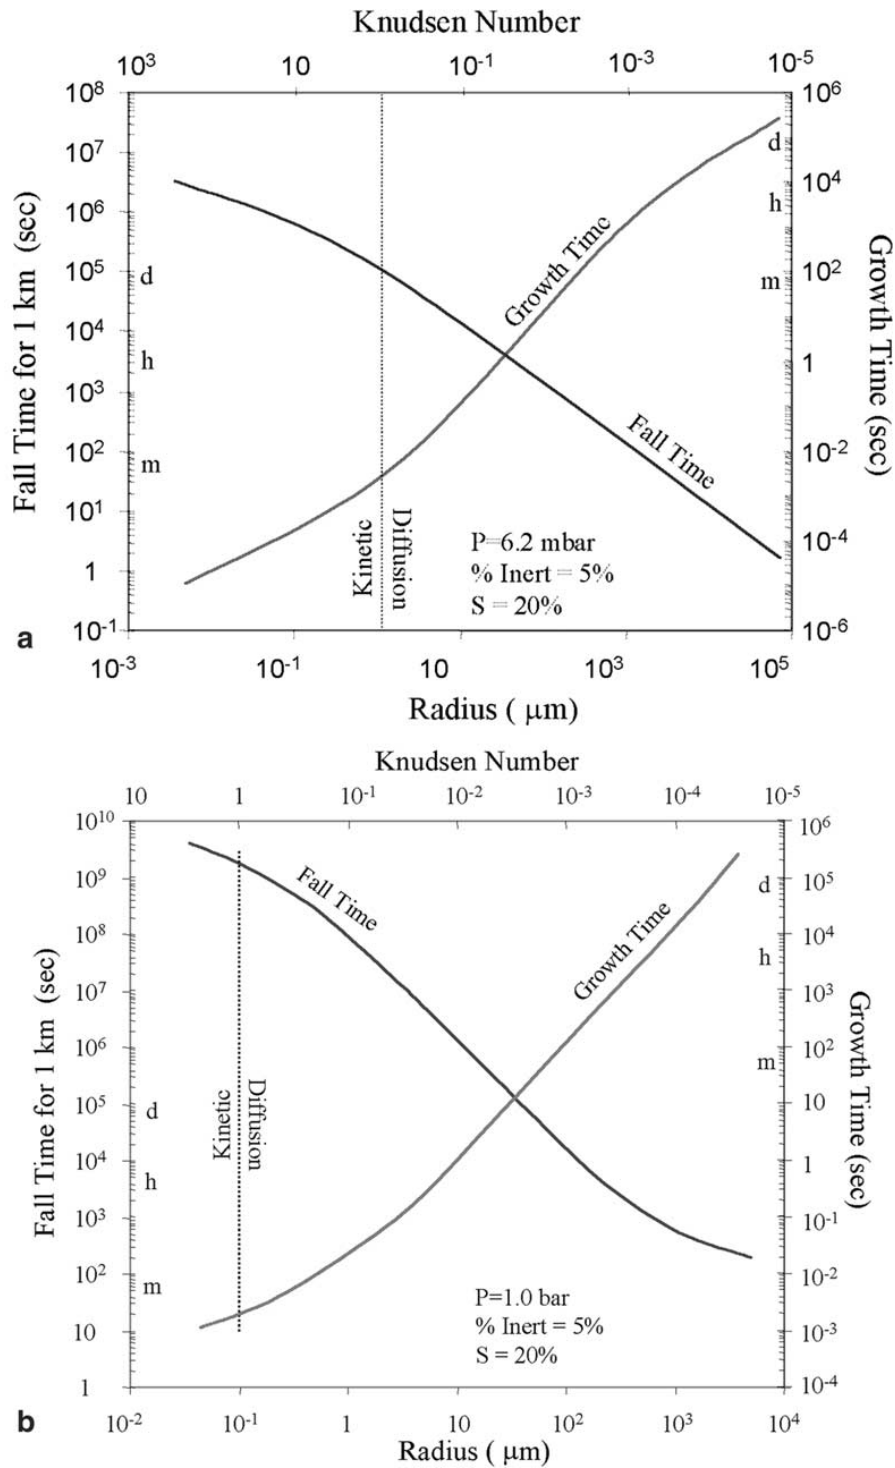 Knudsen Number
10³ 10 10⁻¹ 10⁻³ 10⁻⁵
10⁸ 10⁷ 10⁶ 10⁵ 10⁴ 10³ 10² 10¹ 1 10⁻¹
Fall Time for 1 km (sec)
d
h
m
10⁶ 10⁴ 10² 1 10⁻² 10⁻⁴ 10⁻⁶
Growth Time (sec)
d
h
m
Growth Time
Fall Time
Kinetic
Diffusion
P=6.2 mbar
% Inert = 5%
S = 20%
a
10⁻³ 10⁻¹ 10 10³ 10⁵
Radius ( μm)
Knudsen Number
10 1 10⁻¹ 10⁻² 10⁻³ 10⁻⁴ 10⁻⁵
10¹⁰ 10⁹ 10⁸ 10⁷ 10⁶ 10⁵ 10⁴ 10³ 10² 10 1
Fall Time for 1 km (sec)
d
h
m
10⁶ 10⁵ 10⁴ 10³ 10² 10 1 10⁻¹ 10⁻² 10⁻³ 10⁻⁴
Growth Time (sec)
d
h
m
Fall Time
Growth Time
Kinetic
Diffusion
P=1.0 bar
% Inert = 5%
S = 20%
b
10⁻² 10⁻¹ 1 10 10² 10³ 10⁴
Radius ( μm)